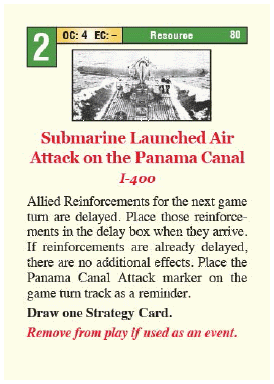 2
OC: 4 EC: – Resource 80
Submarine Launched Air
Attack on the Panama Canal
I-400
Allied Reinforcements for the next game
turn are delayed. Place those reinforce-
ments in the delay box when they arrive.
If reinforcements are already delayed,
there are no additional effects. Place the
Panama Canal Attack marker on the
game turn track as a reminder.
Draw one Strategy Card.
Remove from play if used as an event.